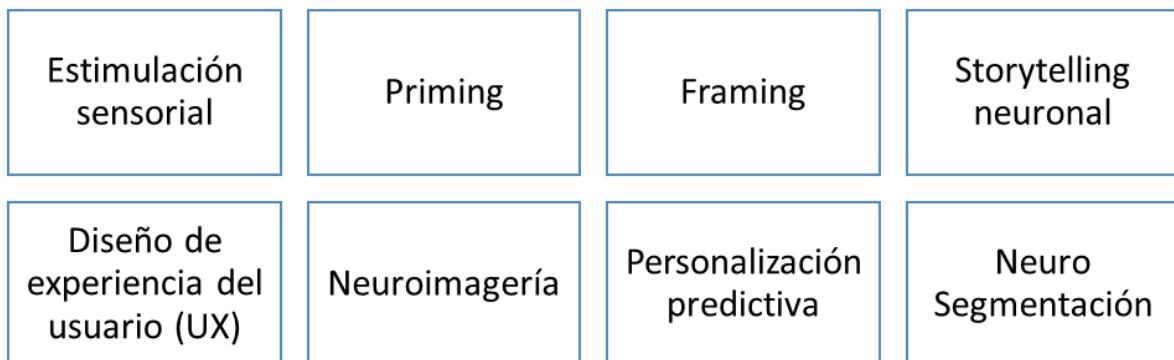 Estimulación
sensorial
Priming
Framing
Storytelling
neuronal
Diseño de
experiencia del
usuario (UX)
Neuroimagería
Personalización
predictiva
Neuro
Segmentación